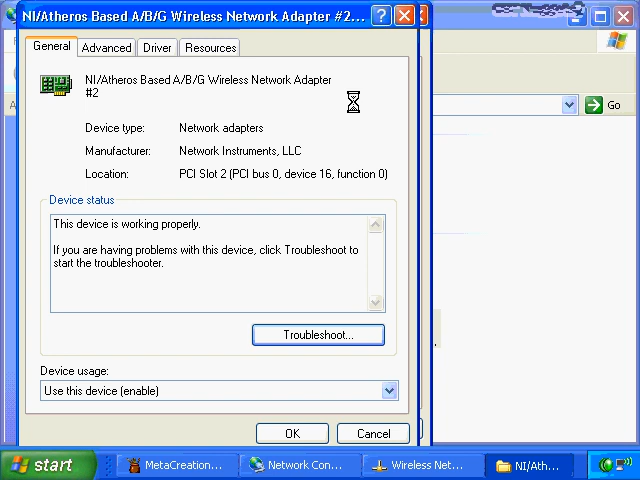 NI/Atheros Based A/B/G Wireless Network Adapter #2...
General
Advanced
Driver
Resources
NI/Atheros Based A/B/G Wireless Network Adapter
#2
Device type: Network adapters
Manufacturer: Network Instruments, LLC
Location: PCI Slot 2 (PCI bus 0, device 16, function 0)
Device status
This device is working properly.
If you are having problems with this device, click Troubleshoot to
start the troubleshooter.
Troubleshoot...
Device usage:
Use this device (enable)
OK
Cancel
Go
start
MetaCreation...
Network Con...
Wireless Net...
NI/Ath...